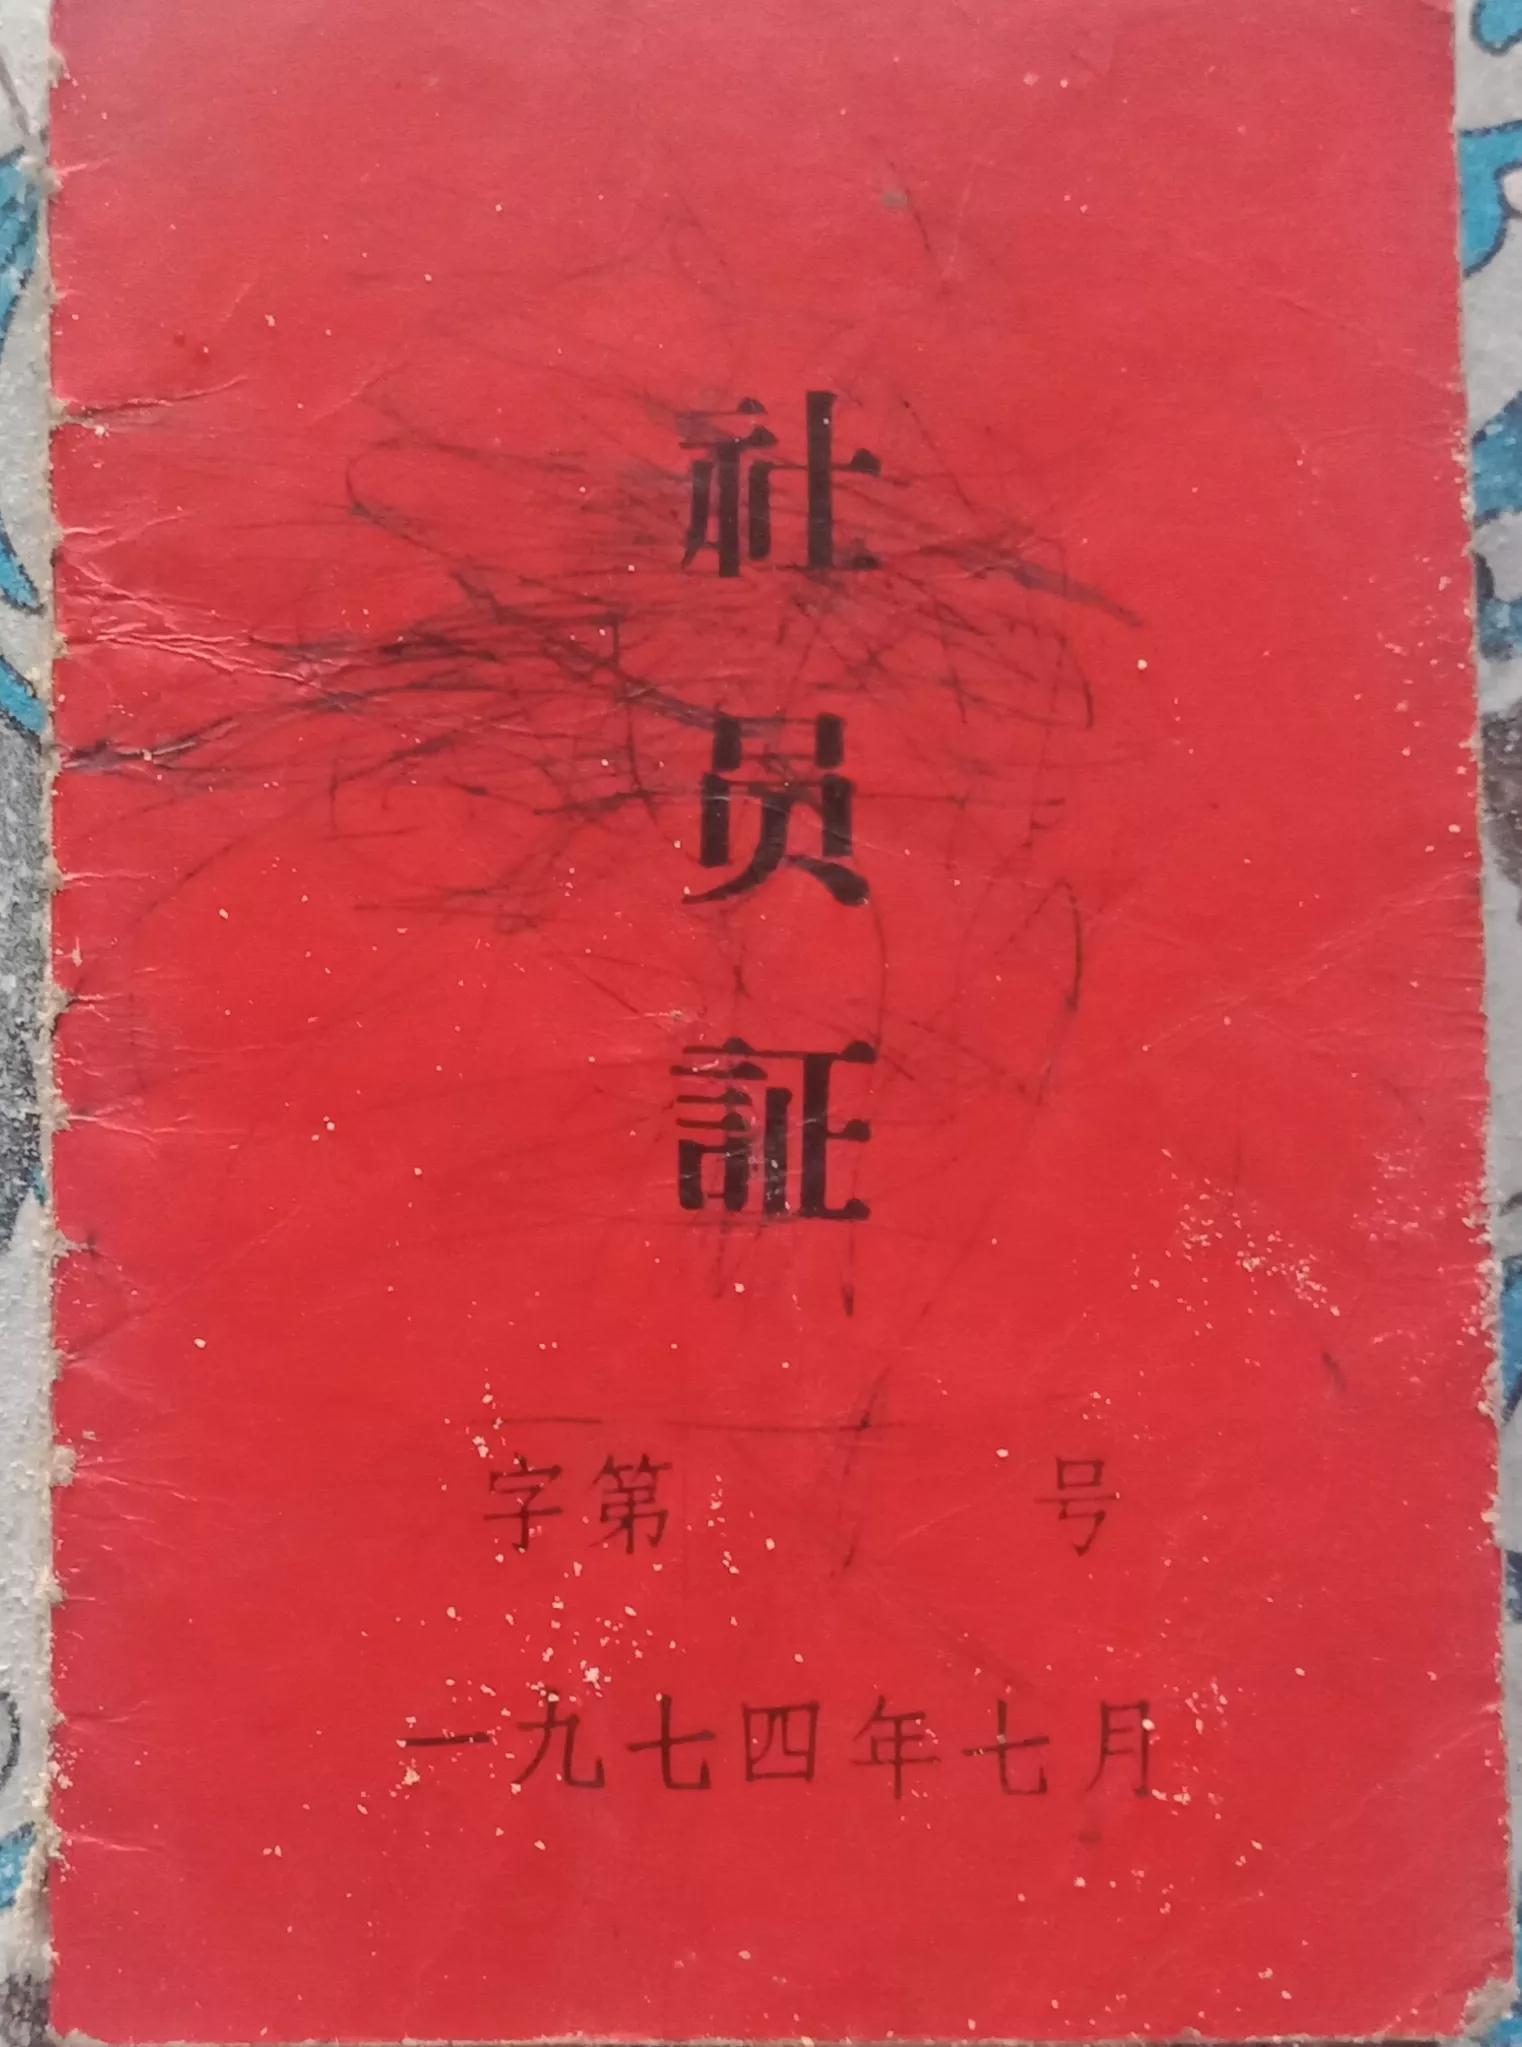 社员証
字第 号
一九七四年七月